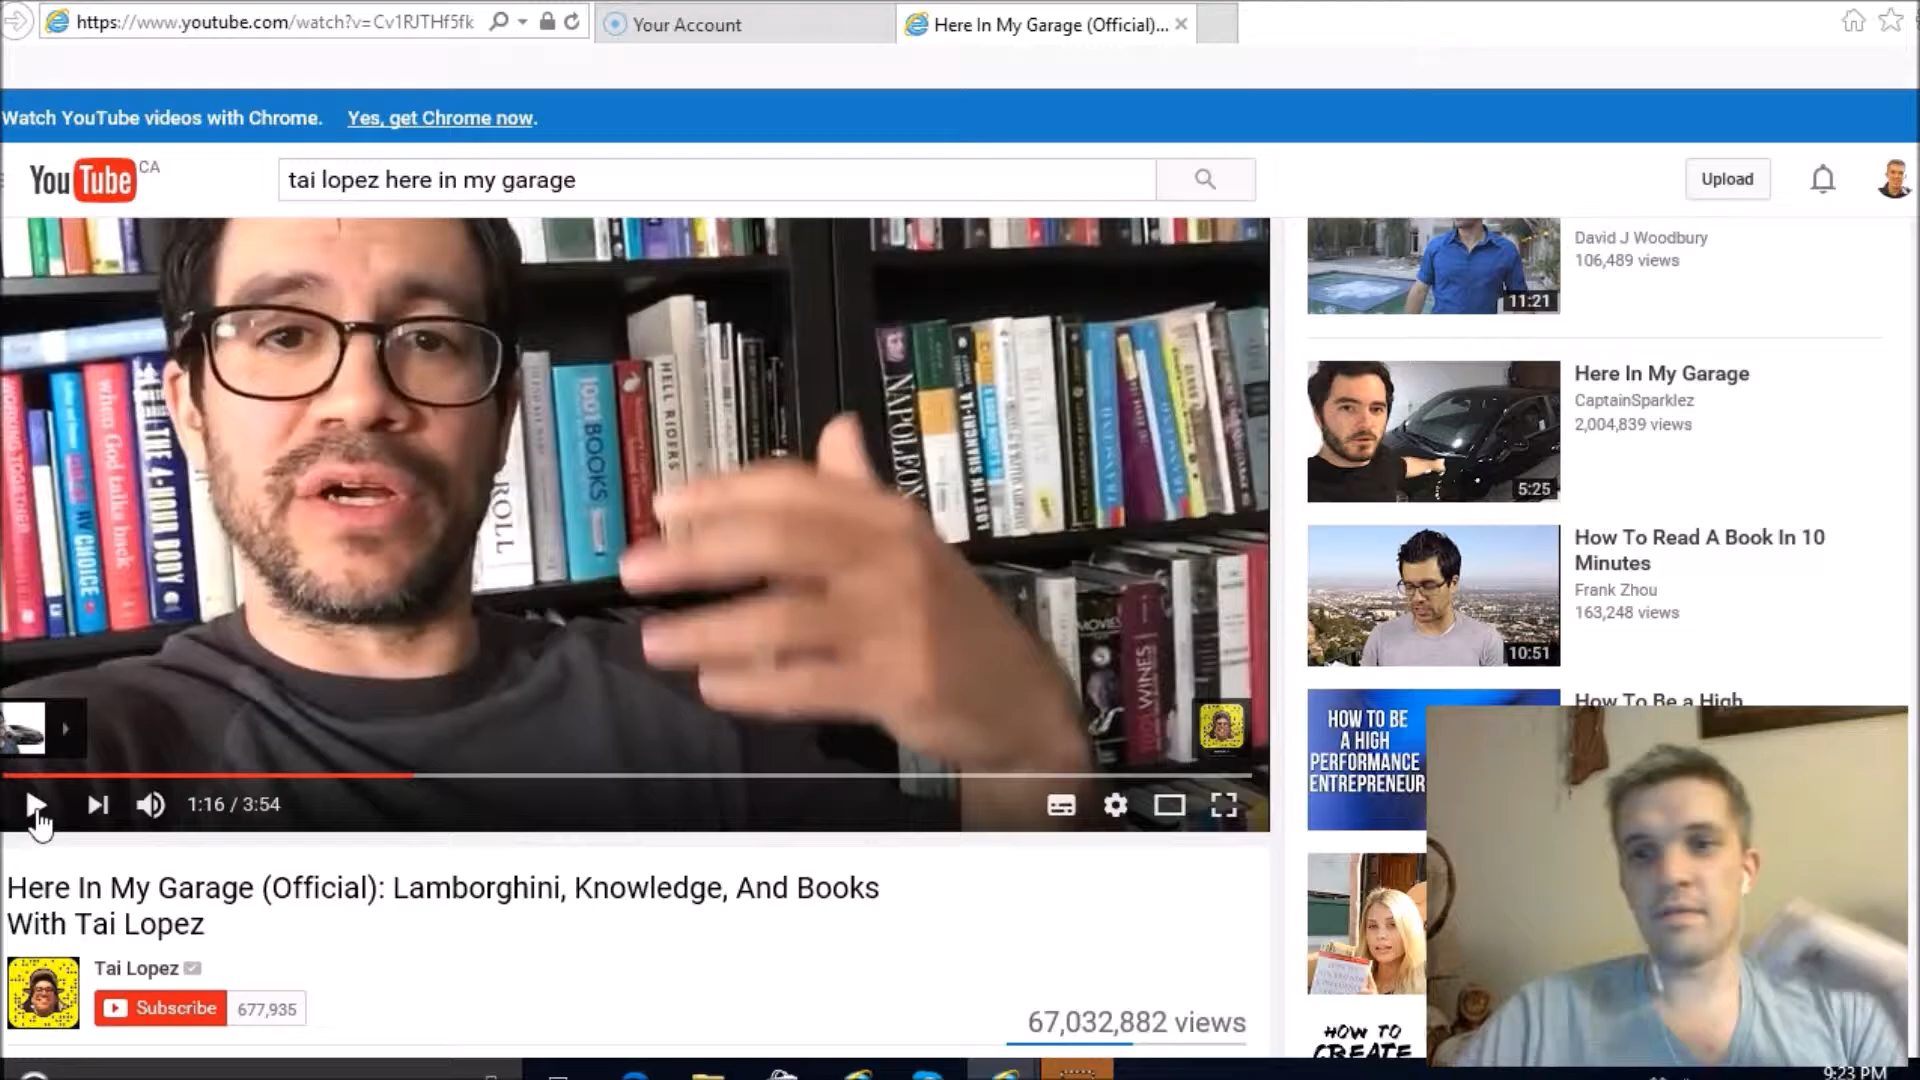 https://www.youtube.com/watch?v=Cv1RJTHf5fk
Your Account
Here In My Garage (Official)...
Watch YouTube videos with Chrome. Yes, get Chrome now.
YouTube CA
tai lopez here in my garage
Upload
David J Woodbury
106,489 views
11:21
Here In My Garage
CaptainSparklez
2,004,839 views
5:25
How To Read A Book In 10
Minutes
Frank Zhou
163,248 views
10:51
How To Be a High
HOW TO BE
A HIGH
PERFORMANCE
ENTREPRENEUR
HOW TO
CREATE
when God talks back
THE 4-HOUR BODY
ROLL
1001 BOOKS
HELL RIDERS
NAPOLEON
LOST IN SHANGRI-LA
MOVIES
WINES
1:16 / 3:54
Here In My Garage (Official): Lamborghini, Knowledge, And Books
With Tai Lopez
Tai Lopez
Subscribe 677,935
67,032,882 views
9:23 PM